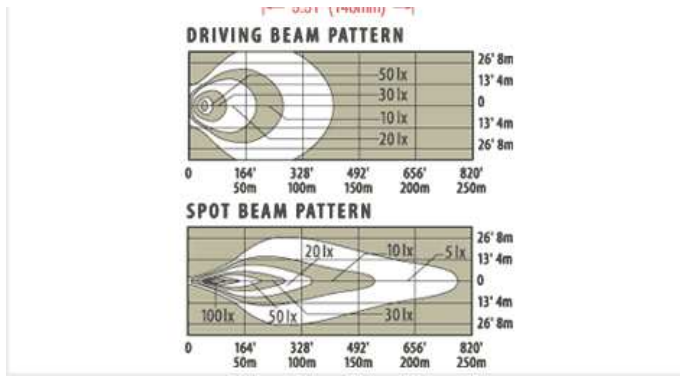 DRIVING BEAM PATTERN
26' 8m
50 lx
13' 4m
30 lx
0
10 lx
13' 4m
20 lx
26' 8m
0 164' 328' 492' 656' 820'
50m 100m 150m 200m 250m
SPOT BEAM PATTERN
26' 8m
20 lx 10 lx 5 lx
13' 4m
0
13' 4m
100 lx 50 lx 30 lx
26' 8m
0 164' 328' 492' 656' 820'
50m 100m 150m 200m 250m